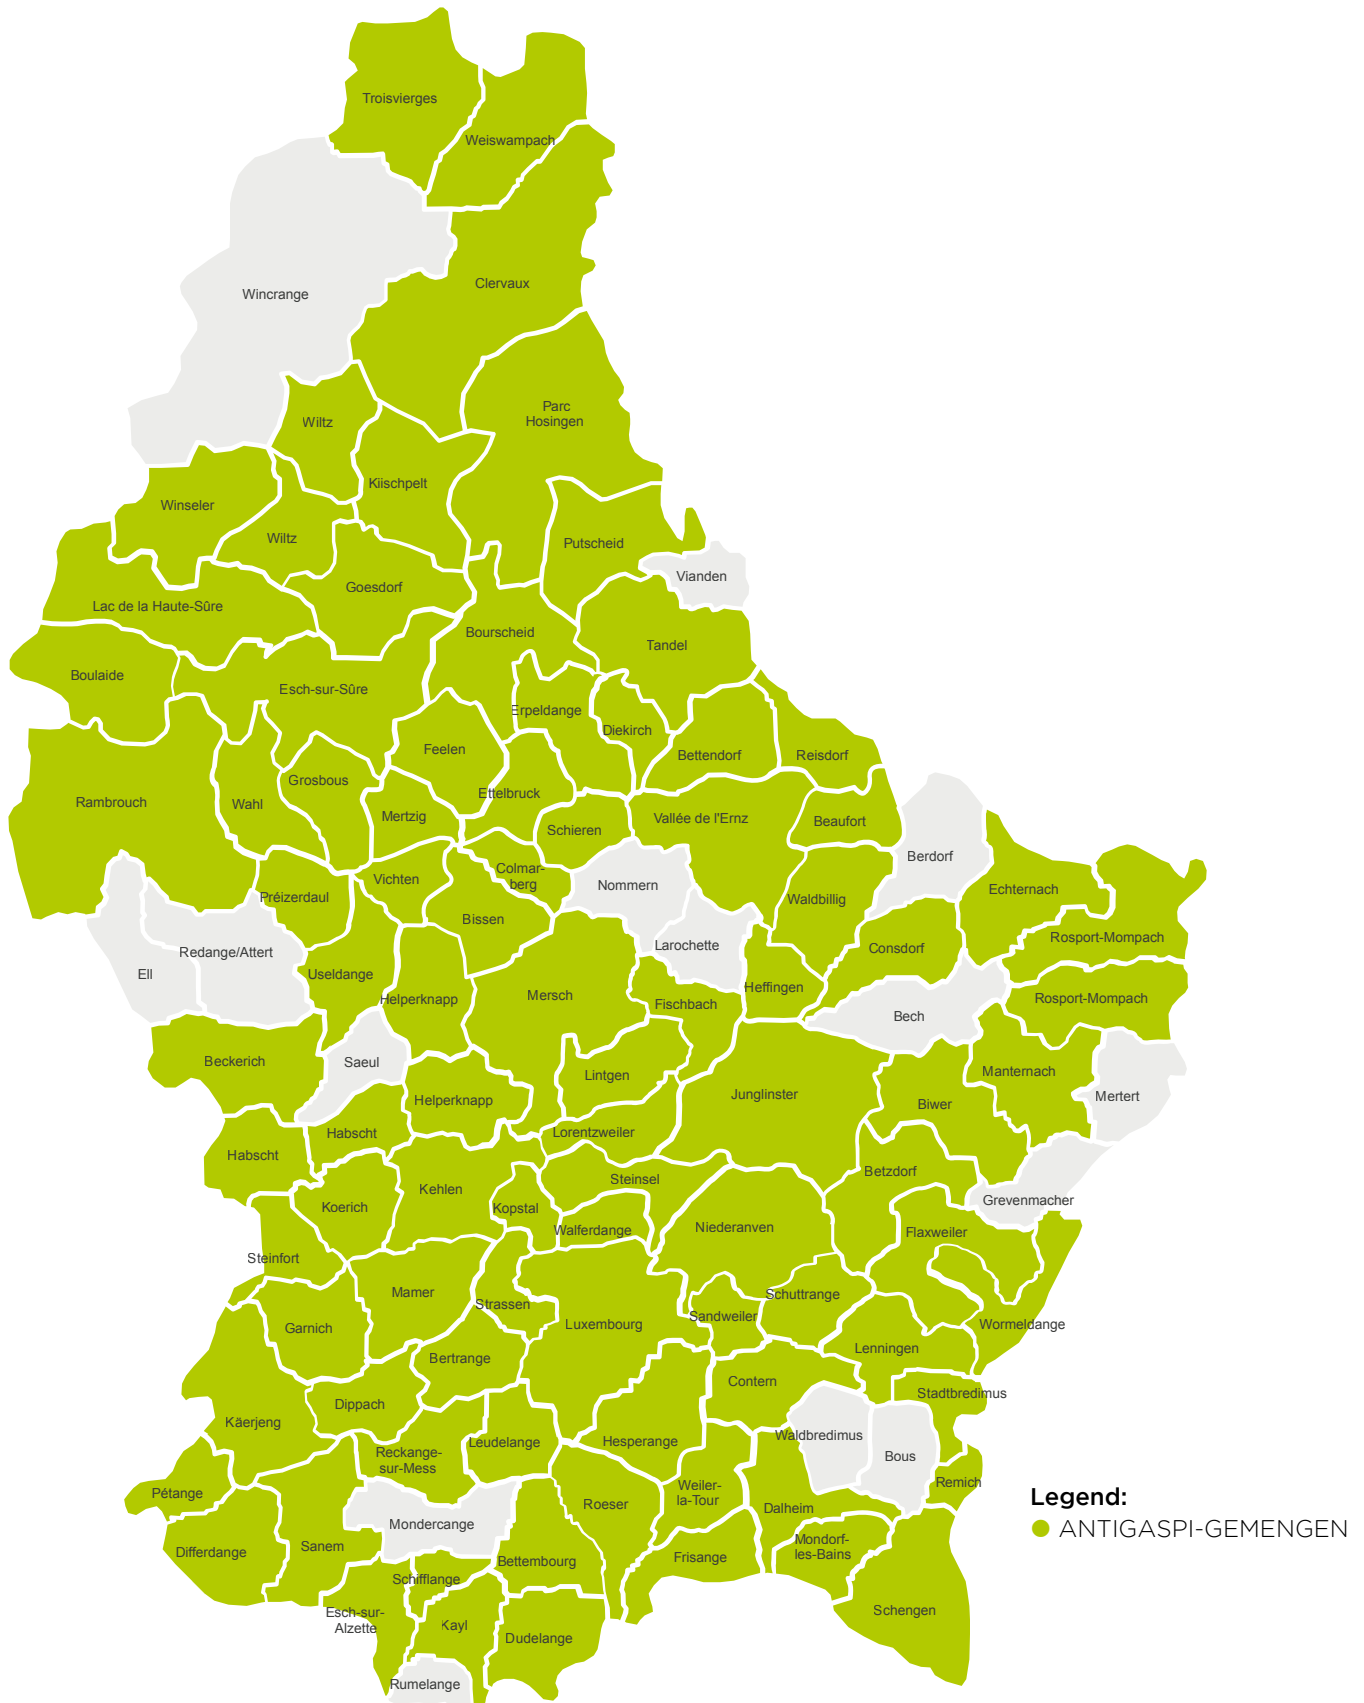 Troisvierges
Weiswampach
Clervaux
Wincrange
Parc
Hosingen
Wiltz
Kiischpelt
Winseler
Wiltz
Putscheid
Vianden
Goesdorf
Lac de la Haute-Sûre
Bourscheid
Tandel
Boulaide
Esch-sur-Sûre
Erpeldange
Diekirch
Feelen
Bettendorf
Reisdorf
Grosbous
Ettelbruck
Rambrouch
Wahl
Mertzig
Vallée de l'Ernz
Beaufort
Schieren
Berdorf
Colmar-
berg
Vichten
Nommern
Echternach
Préizerdaul
Waldbillig
Bissen
Rosport-Mompach
Larochette
Consdorf
Redange/Attert
Ell
Useldange
Heffingen
Mersch
Helperknapp
Fischbach
Rosport-Mompach
Bech
Beckerich
Saeul
Lintgen
Manternach
Junglinster
Mertert
Helperknapp
Biwer
Habscht
Lorentzweiler
Habscht
Betzdorf
Steinsel
Kehlen
Grevenmacher
Koerich
Kopstal
Niederanven
Walferdange
Flaxweiler
Steinfort
Mamer
Schuttrange
Strassen
Sandweiler
Luxembourg
Wormeldange
Garnich
Lenningen
Bertrange
Contern
Stadtbredimus
Dippach
Käerjeng
Waldbredimus
Leudelange
Hesperange
Reckange-
sur-Mess
Bous
Remich
Weiler-
la-Tour
Pétange
Roeser
Dalheim
Legend:
ANTIGASPI-GEMENGEN
Mondercange
Mondorf-
les-Bains
Sanem
Differdange
Frisange
Bettembourg
Schifflange
Schengen
Esch-sur-
Alzette
Kayl
Dudelange
Rumelange